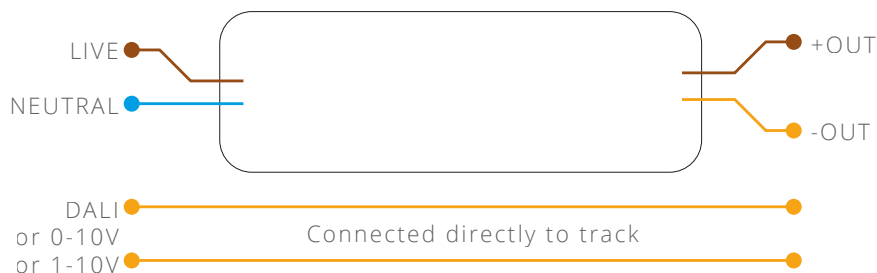 LIVE
+OUT
NEUTRAL
-OUT
DALI
or 0-10V
or 1-10V
Connected directly to track